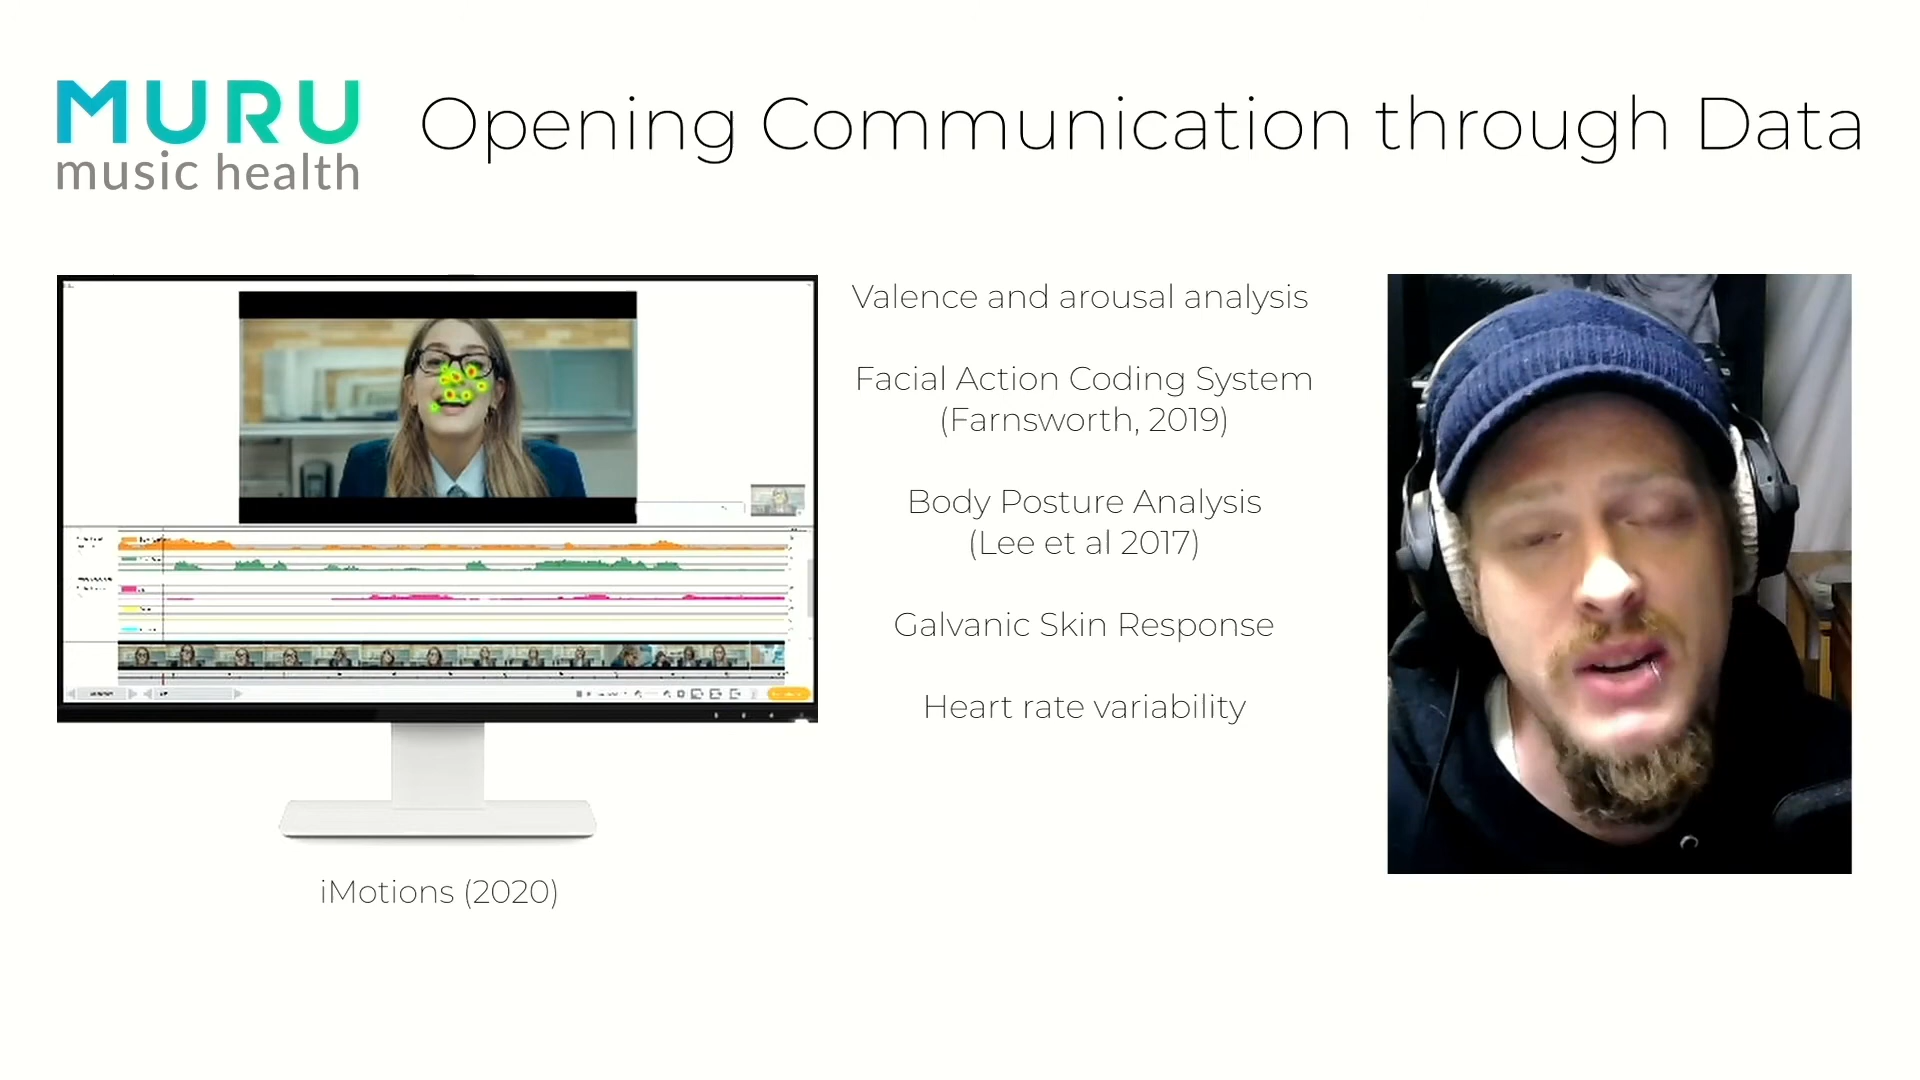 MURU
music health
Opening Communication through Data
Valence and arousal analysis
Facial Action Coding System
(Farnsworth, 2019)
Body Posture Analysis
(Lee et al 2017)
Galvanic Skin Response
Heart rate variability
iMotions (2020)